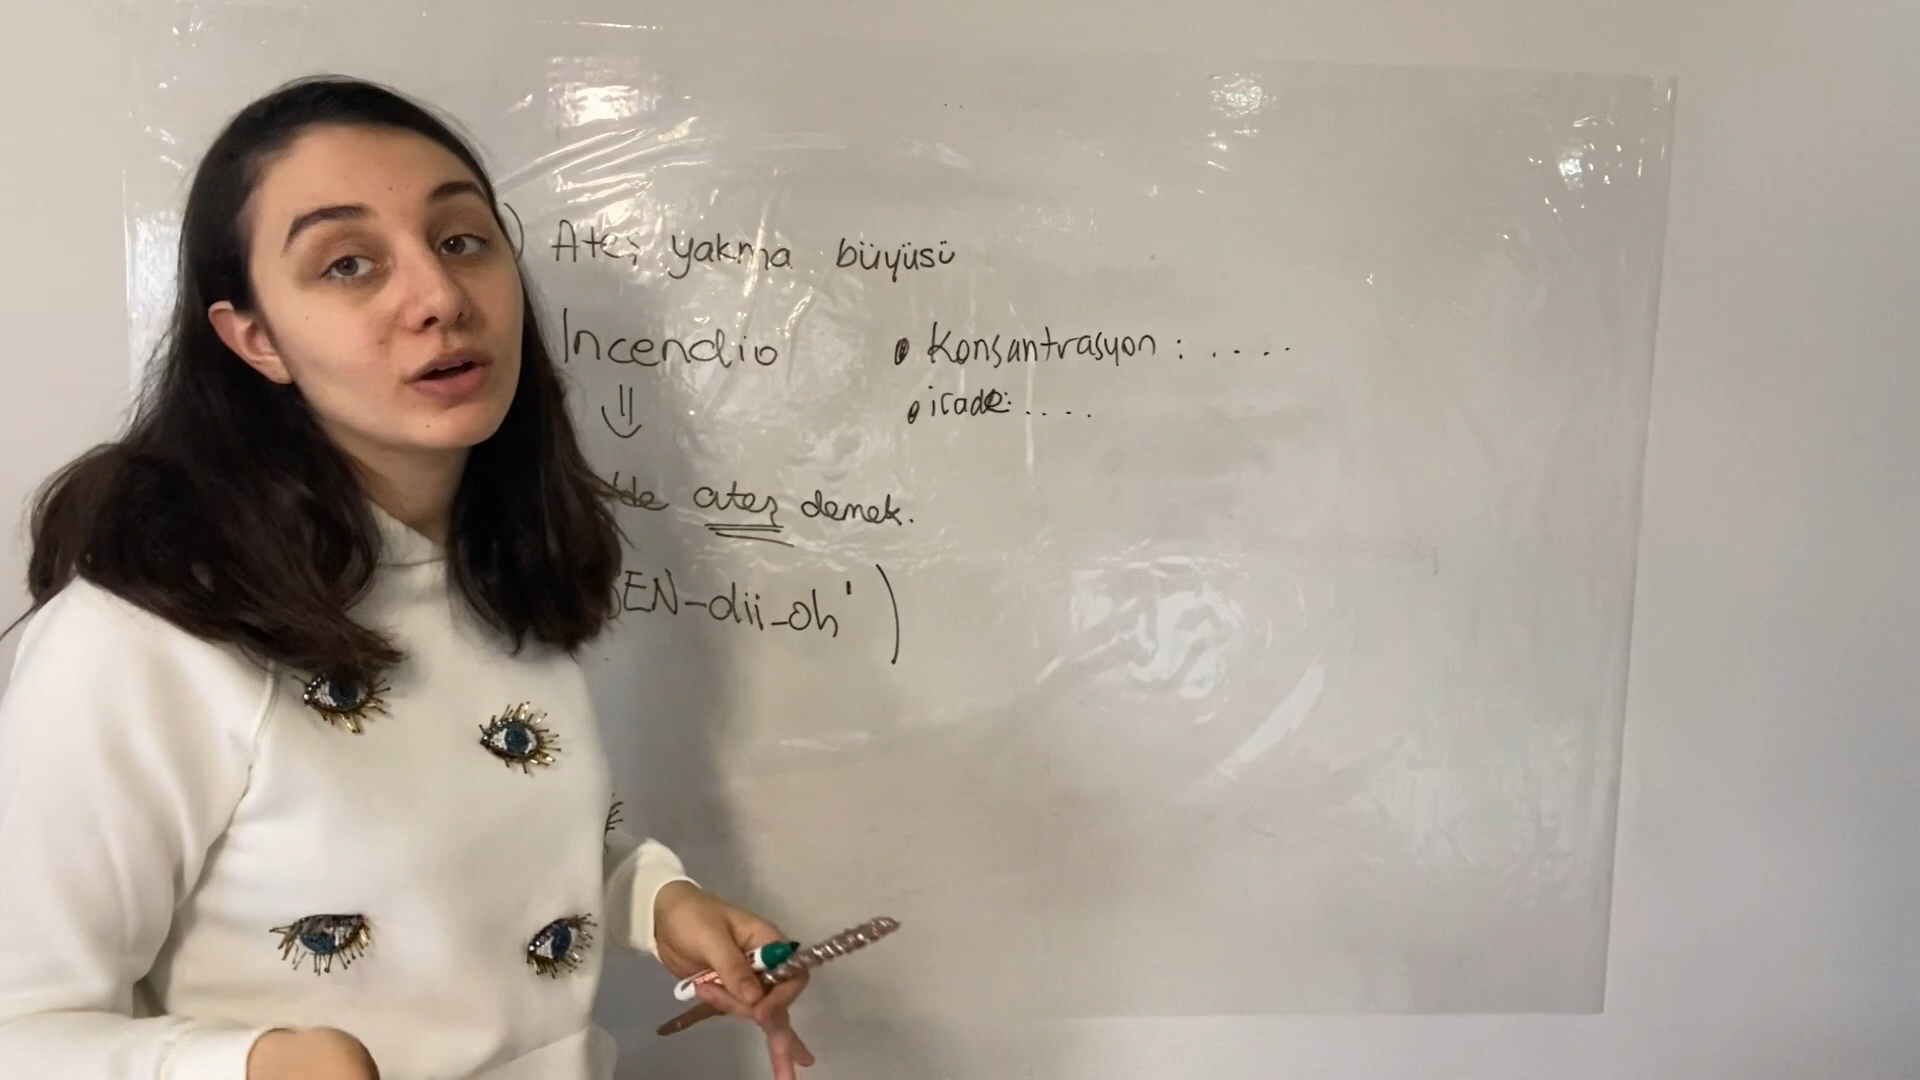 ) Ateş yakma büyüsü
Incendio
• Konsantrasyon : ....
• irade: ....
ateş demek.
EN-dii-oh' )